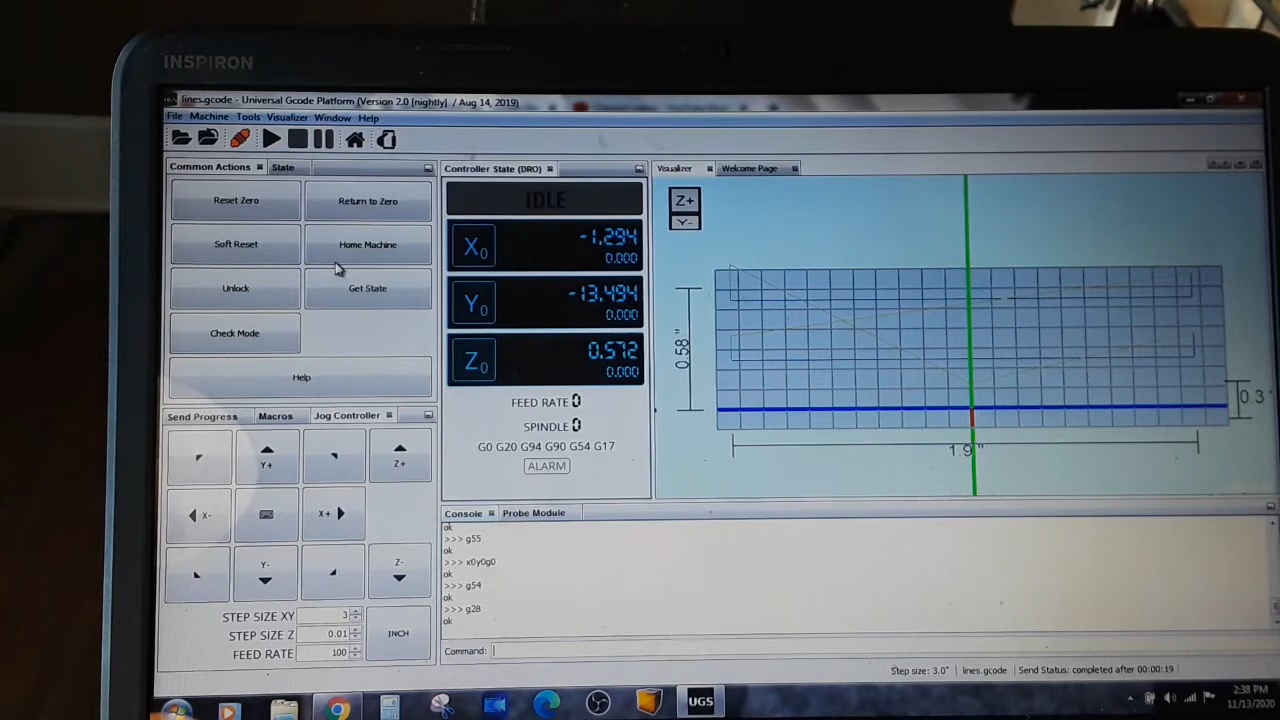 INSPIRON
lines.gcode - Universal Gcode Platform (Version 2.0 [nightly] / Aug 14, 2019)
File Machine Tools Visualizer Window Help
Common Actions State
Reset Zero Return to Zero
Soft Reset Home Machine
Unlock Get State
Check Mode
Help
Send Progress Macros Jog Controller
Y+ Z+
X- X+
Y- Z-
STEP SIZE XY 3
STEP SIZE Z 0.01
FEED RATE 100
INCH
Controller State (DRO)
IDLE
X0 -1.294
0.000
Y0 -13.494
0.000
Z0 0.572
0.000
FEED RATE 0
SPINDLE 0
G0 G20 G94 G90 G54 G17
ALARM
Visualizer Welcome Page
Z+
Y-
0.58 "
1.9 "
0.3
Console Probe Module
ok
>>> g55
ok
>>> x0y0g0
ok
>>> g54
ok
>>> g28
ok
Command:
Step size: 3.0" lines.gcode Send Status: completed after 00:00:19
UGS
2:38 PM
11/13/2020